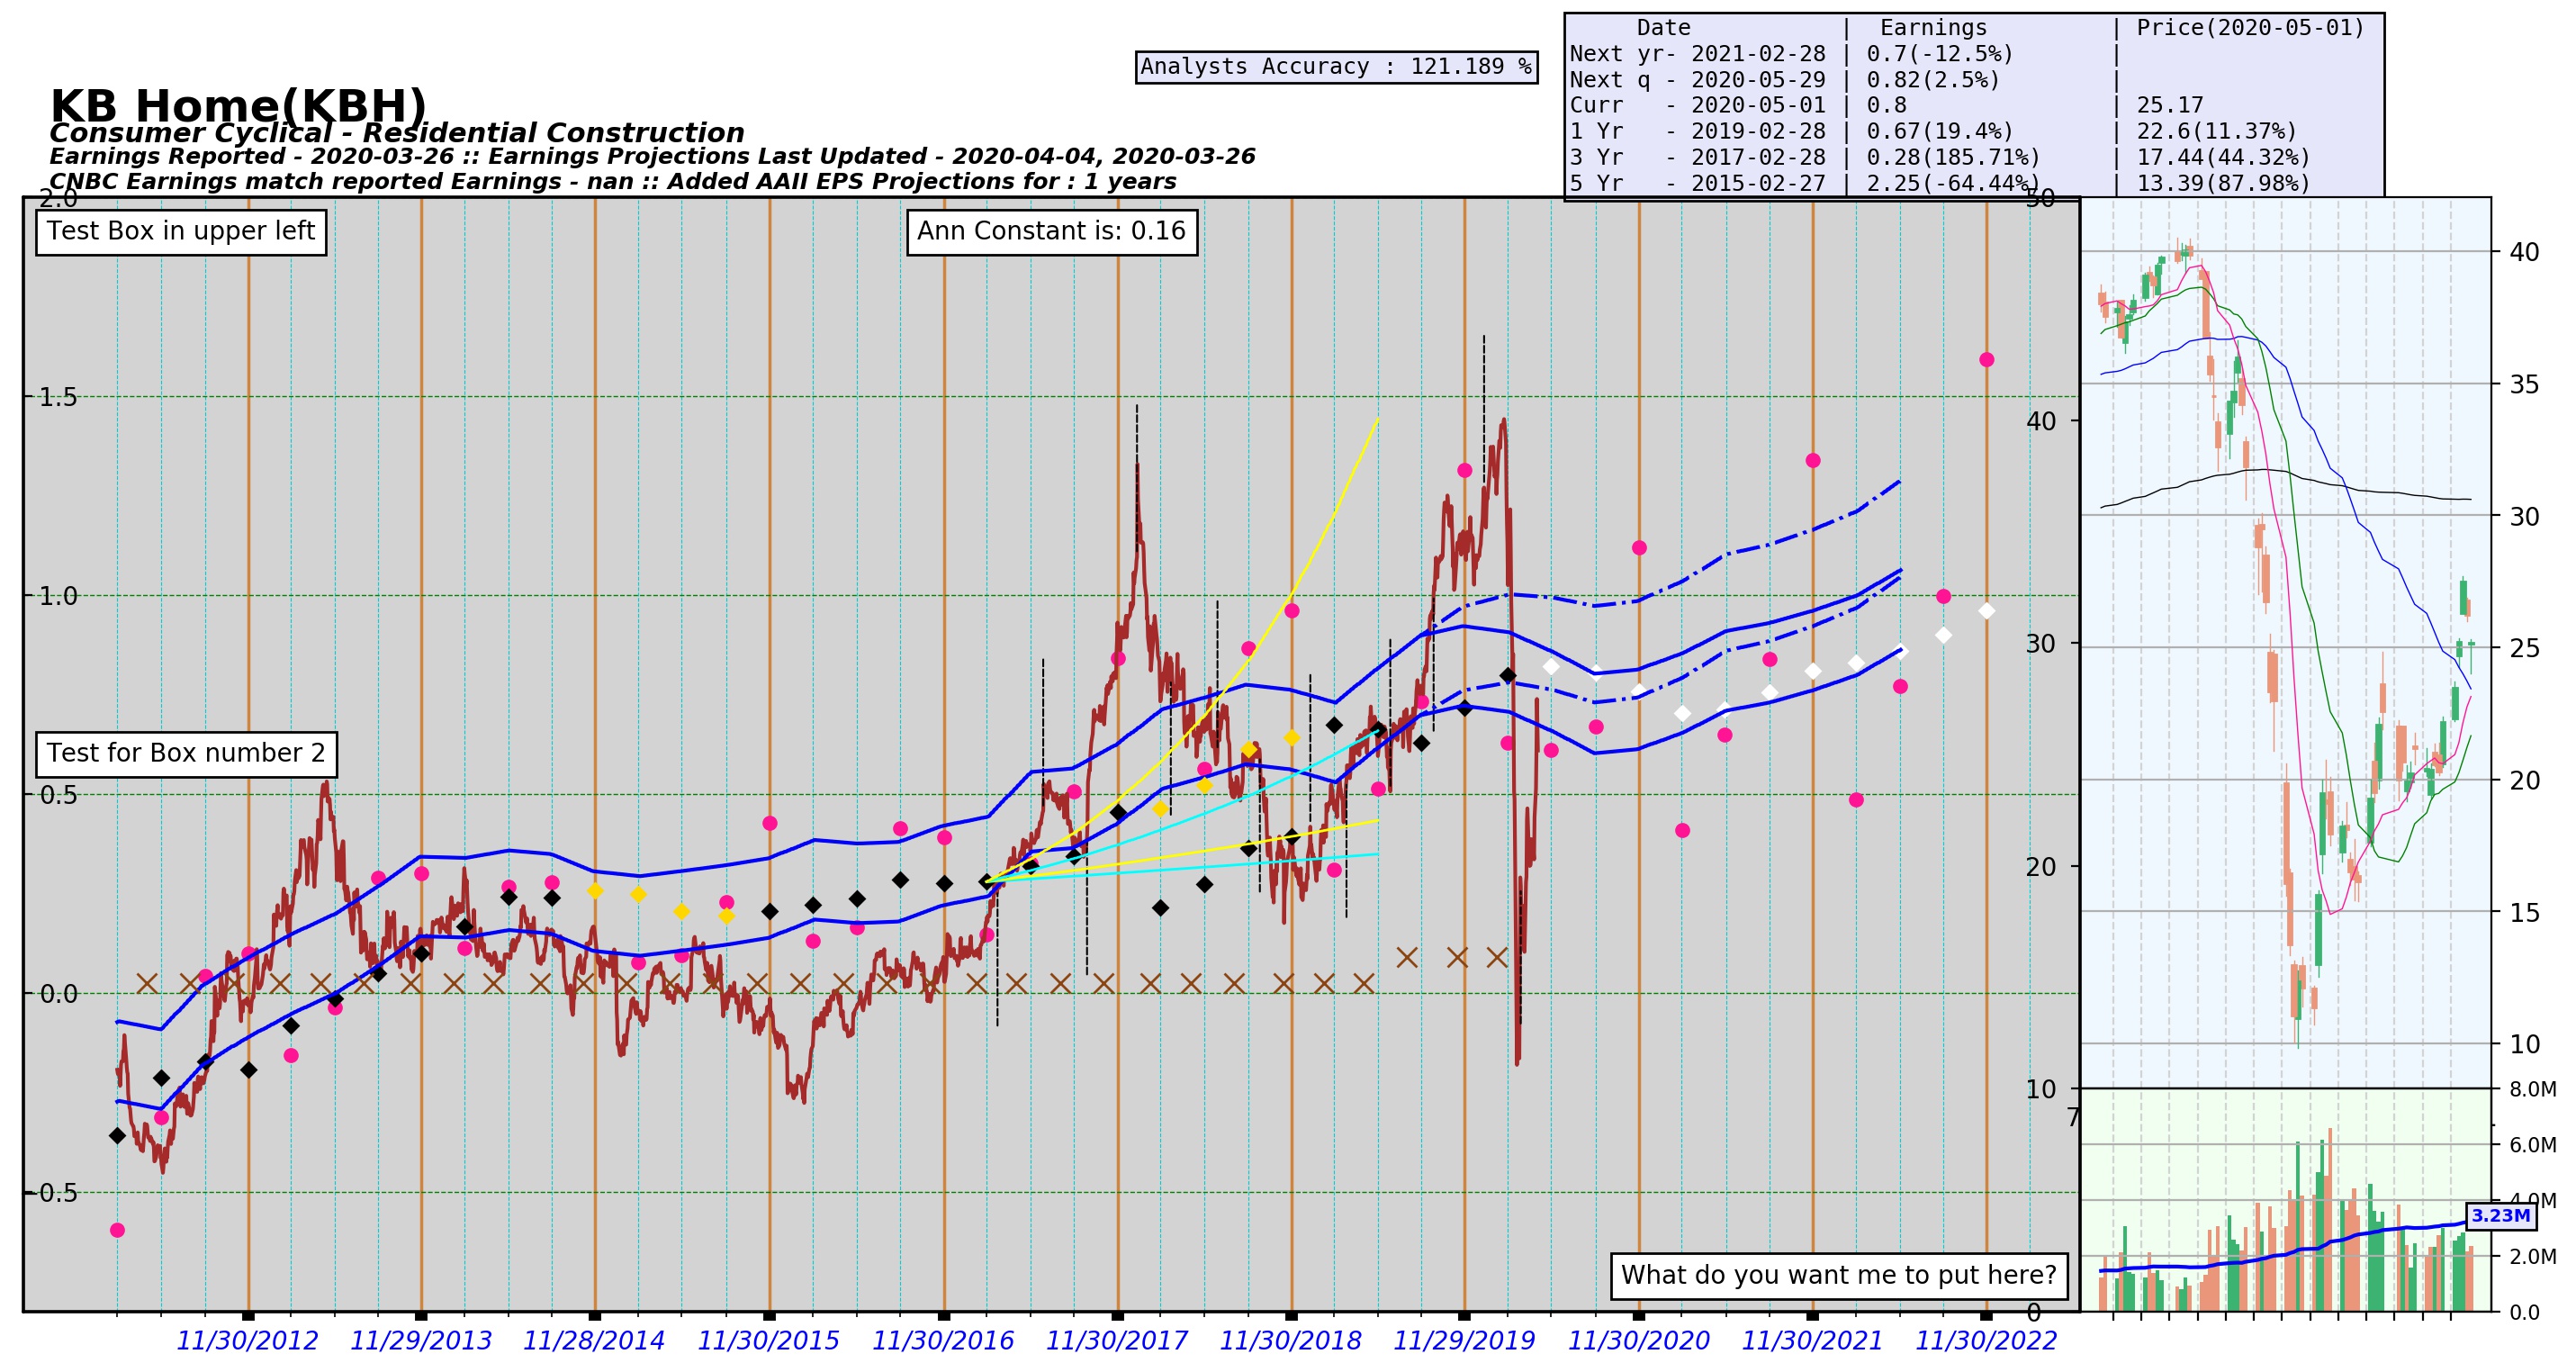 Date | Earnings | Price(2020-05-01)
Next yr- 2021-02-28 | 0.7(-12.5%) |
Next q - 2020-05-29 | 0.82(2.5%) |
Curr - 2020-05-01 | 0.8 | 25.17
1 Yr - 2019-02-28 | 0.67(19.4%) | 22.6(11.37%)
3 Yr - 2017-02-28 | 0.28(185.71%) | 17.44(44.32%)
5 Yr - 2015-02-27 | 2.25(-64.44%) | 13.39(87.98%)
Analysts Accuracy : 121.189 %
KB Home(KBH)
Consumer Cyclical - Residential Construction
Earnings Reported - 2020-03-26 :: Earnings Projections Last Updated - 2020-04-04, 2020-03-26
CNBC Earnings match reported Earnings - nan :: Added AAII EPS Projections for : 1 years
Test Box in upper left
Ann Constant is: 0.16
Test for Box number 2
What do you want me to put here?
2.0
1.5
1.0
0.5
0.0
-0.5
50
40
30
20
10
7
0
40
35
30
25
20
15
10
8.0M
6.0M
4.0M
3.23M
2.0M
0.0
11/30/2012 11/29/2013 11/28/2014 11/30/2015 11/30/2016 11/30/2017 11/30/2018 11/29/2019 11/30/2020 11/30/2021 11/30/2022